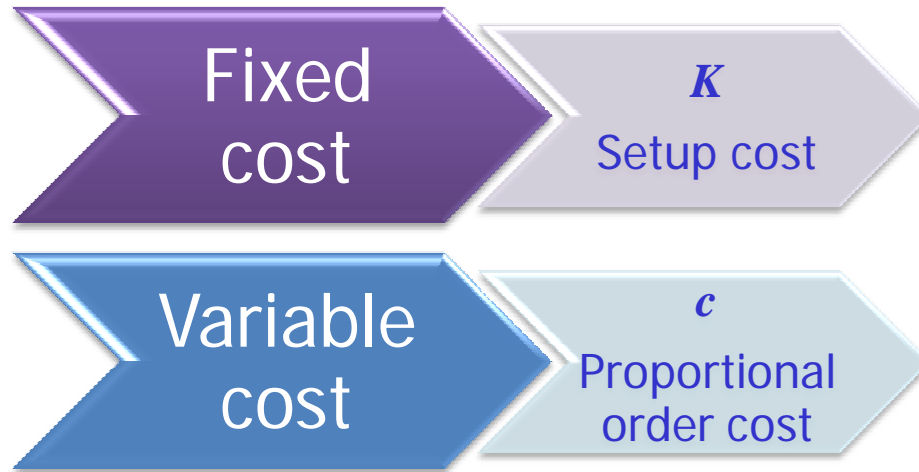 Fixed
cost
K
Setup cost
Variable
cost
c
Proportional
order cost